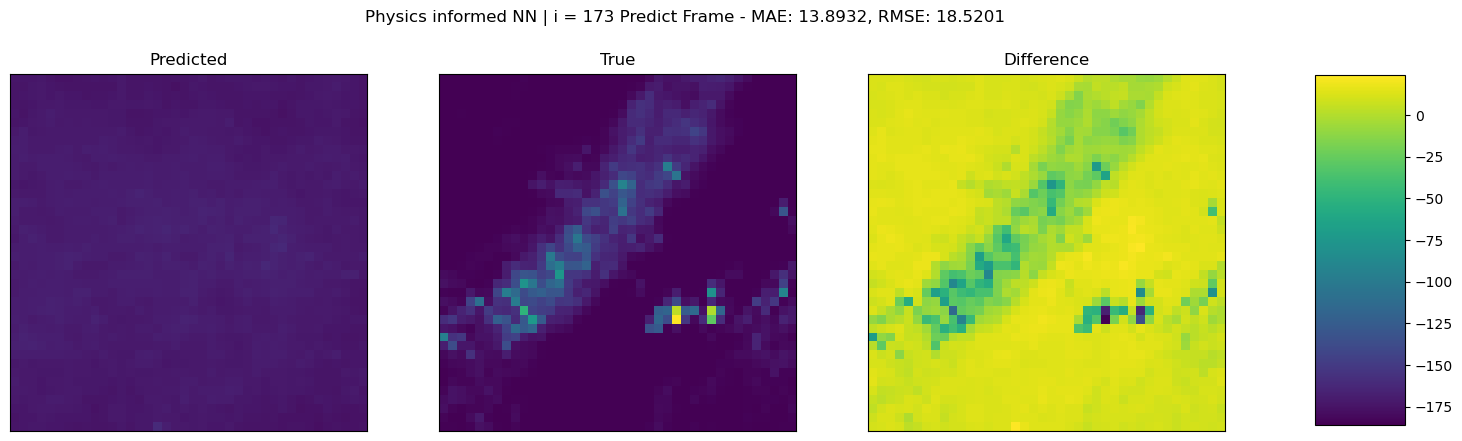 Physics informed NN | i = 173 Predict Frame - MAE: 13.8932, RMSE: 18.5201
Predicted
True
Difference
0
−25
−50
−75
−100
−125
−150
−175